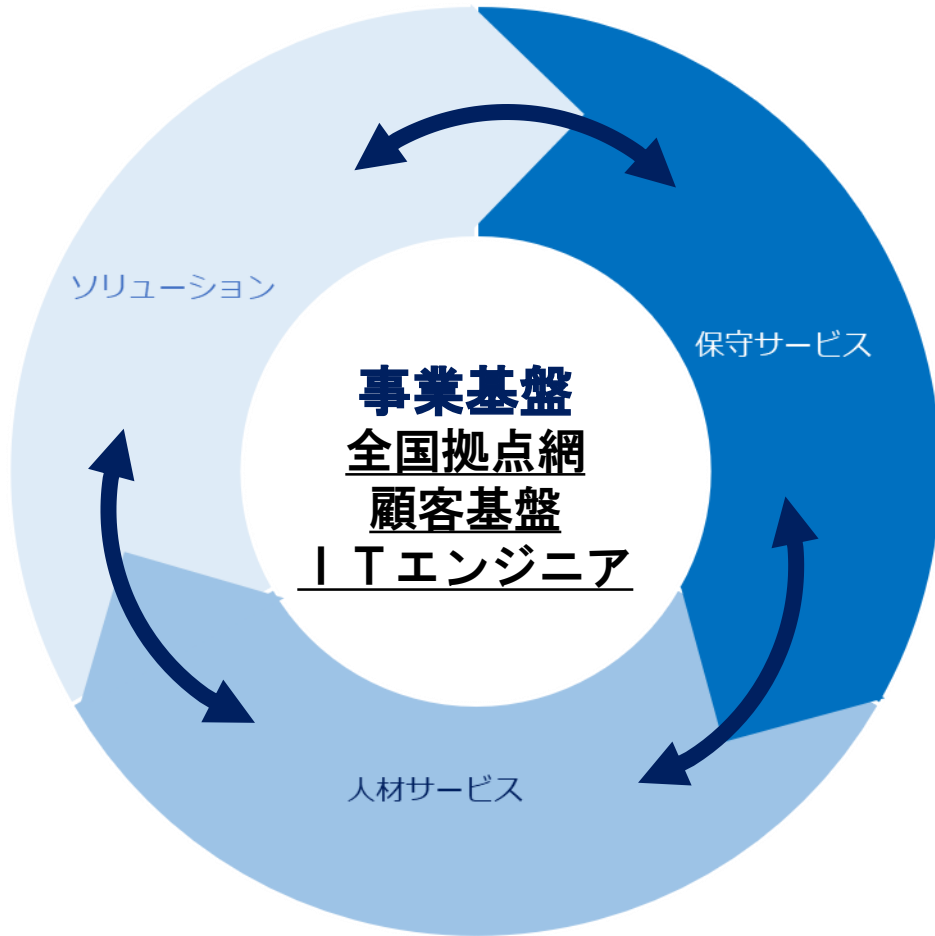 ソリューション
保守サービス
事業基盤
全国拠点網
顧客基盤
ＩＴエンジニア
人材サービス